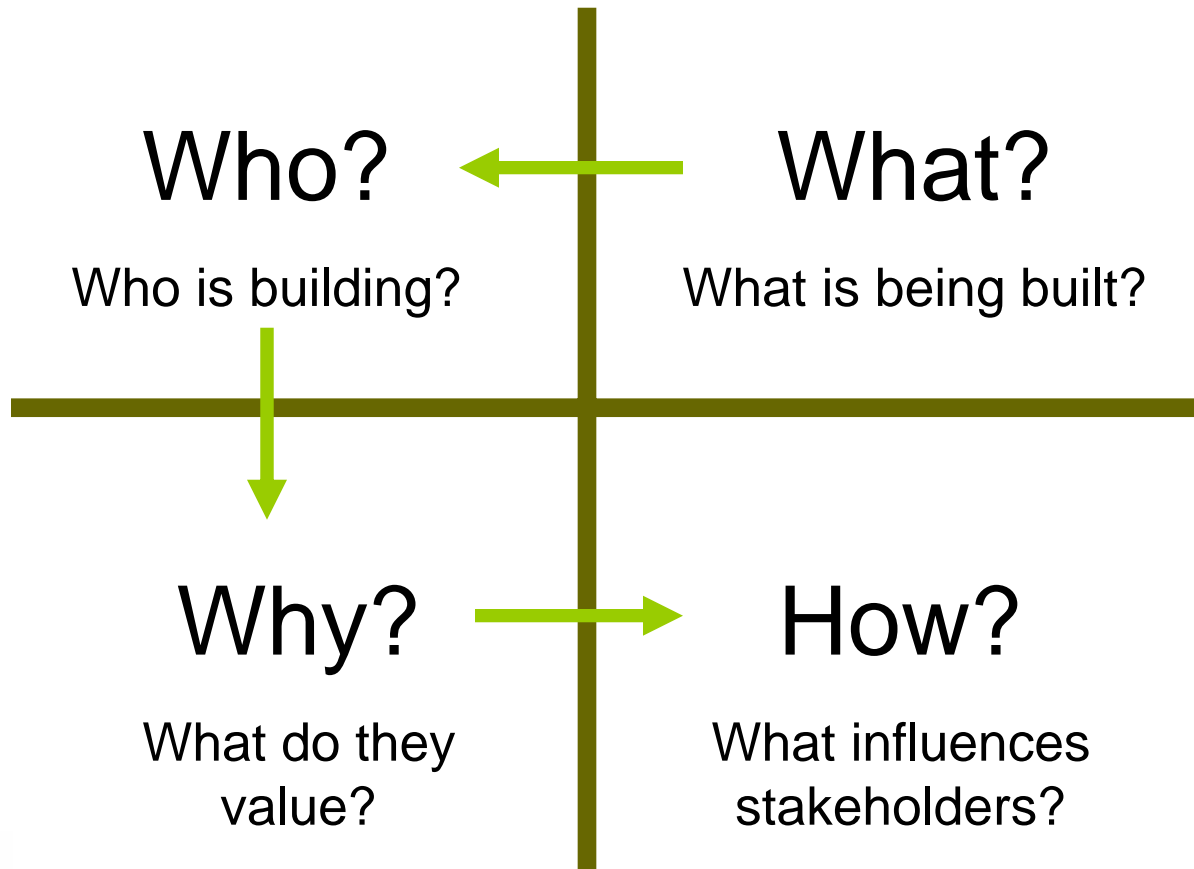 Who?
Who is building?
What?
What is being built?
Why?
What do they
value?
How?
What influences
stakeholders?